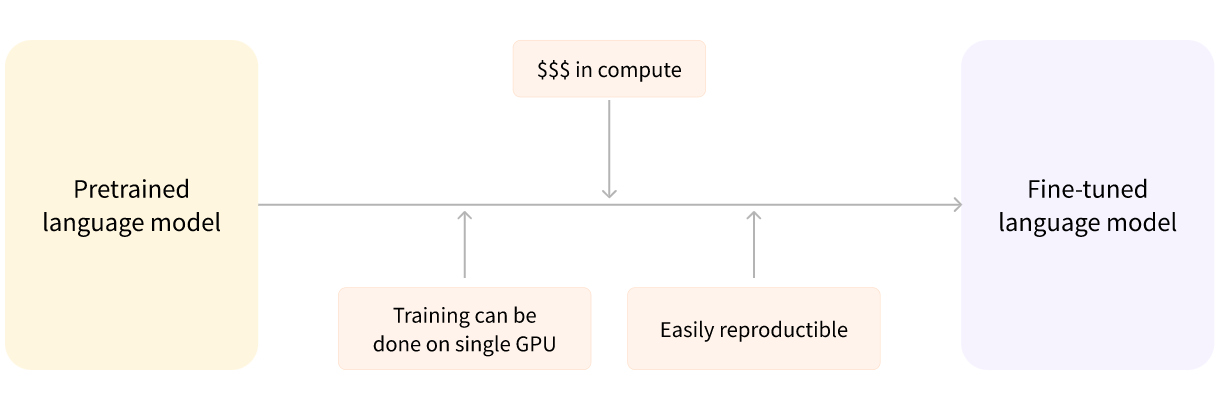 $$$ in compute
Pretrained
language model
Fine-tuned
language model
Training can be
done on single GPU
Easily reproductible